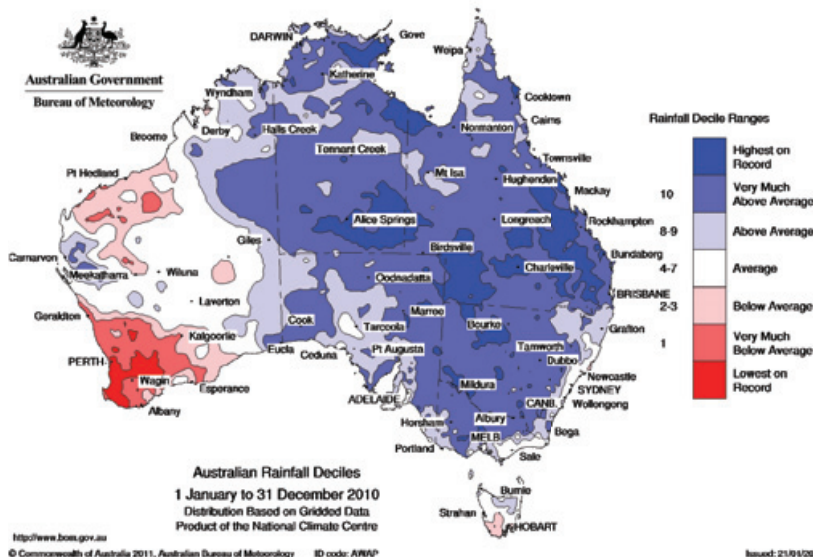 Australian Government
Bureau of Meteorology
DARWIN
Gove
Weipa
Katherine
Wyndham
Cooktown
Cairns
Broome
Derby
Halls Creek
Normanton
Tennant Creek
Townsville
Pt Hedland
Mt Isa
Hughenden
Mackay
Alice Springs
Longreach
Rockhampton
Giles
Birdsville
Bundaberg
Carnarvon
Meekatharra
Wiluna
Oodnadatta
Charleville
BRISBANE
Laverton
Geraldton
Cook
Marree
Bourke
Grafton
Kalgoorlie
Tarcoola
Eucla
Ceduna
Pt Augusta
Tamworth
Dubbo
PERTH
Wagin
Esperance
Newcastle
SYDNEY
Mildura
ADELAIDE
CANB.
Wollongong
Albany
Horsham
Albury
Bega
Portland
MELB
Sale
Strahan
Burnie
HOBART
Rainfall Decile Ranges
Highest on
Record
10
Very Much
Above Average
8-9
Above Average
4-7
Average
2-3
Below Average
1
Very Much
Below Average
Lowest on
Record
Australian Rainfall Deciles
1 January to 31 December 2010
Distribution Based on Gridded Data
Product of the National Climate Centre
http://www.bom.gov.au
© Commonwealth of Australia 2011, Australian Bureau of Meteorology ID code: AWAP
Issued: 21/01/20